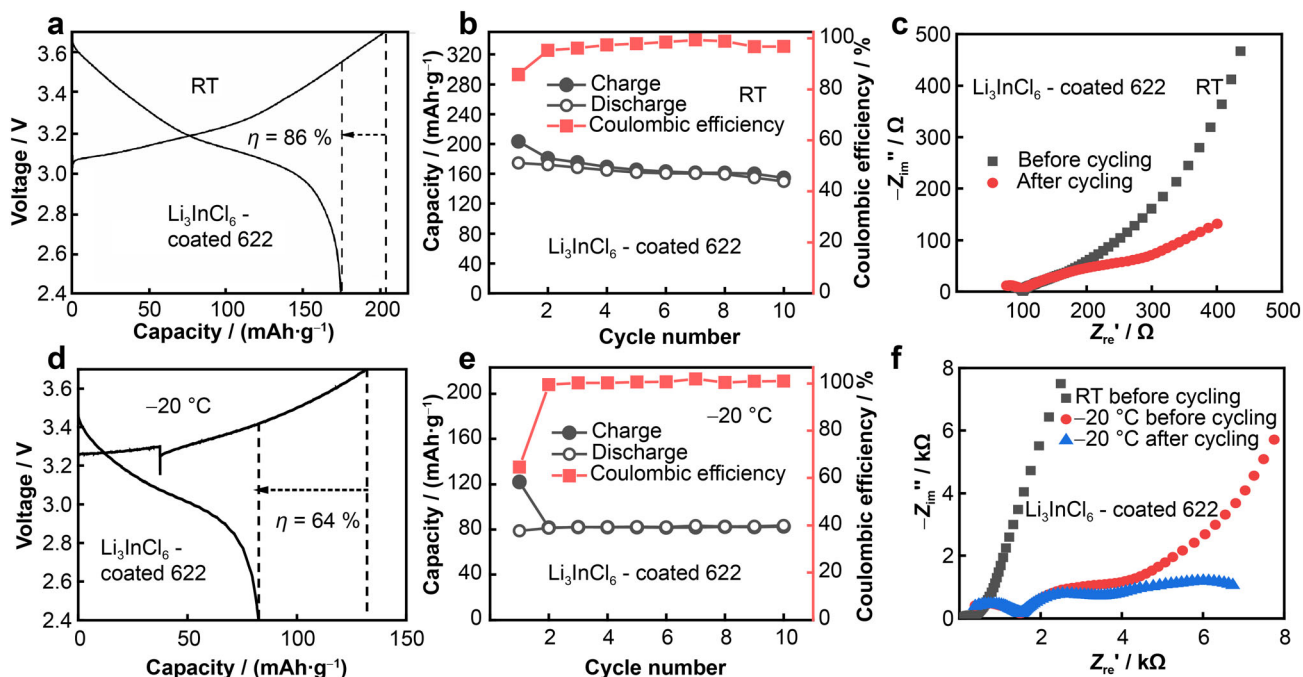 a
Voltage / V
3.6
3.4
3.2
3.0
2.8
2.6
2.4
RT
η = 86 %
Li₃InCl₆ -
coated 622
0
50
100
150
200
Capacity / (mAh·g⁻¹)
b
Capacity / (mAh·g⁻¹)
320
280
240
200
160
120
80
40
0
Charge
RT
Discharge
Coulombic efficiency
Li₃InCl₆ - coated 622
100
80
60
40
20
0
Coulombic efficiency / %
0
2
4
6
8
10
Cycle number
c
−Z_im'' / Ω
500
400
300
200
100
0
Li₃InCl₆ - coated 622
RT
Before cycling
After cycling
0
100
200
300
400
500
Z_re' / Ω
d
Voltage / V
3.6
3.4
3.2
3.0
2.8
2.6
2.4
−20 °C
η = 64 %
Li₃InCl₆ -
coated 622
0
50
100
150
Capacity / (mAh·g⁻¹)
e
Capacity / (mAh·g⁻¹)
200
160
120
80
40
0
−20 °C
Charge
Discharge
Coulombic efficiency
Li₃InCl₆ - coated 622
100
80
60
40
20
0
Coulombic efficiency / %
0
2
4
6
8
10
Cycle number
f
−Z_im'' / kΩ
8
6
4
2
0
RT before cycling
−20 °C before cycling
−20 °C after cycling
Li₃InCl₆ - coated 622
2
4
6
8
Z_re' / kΩ